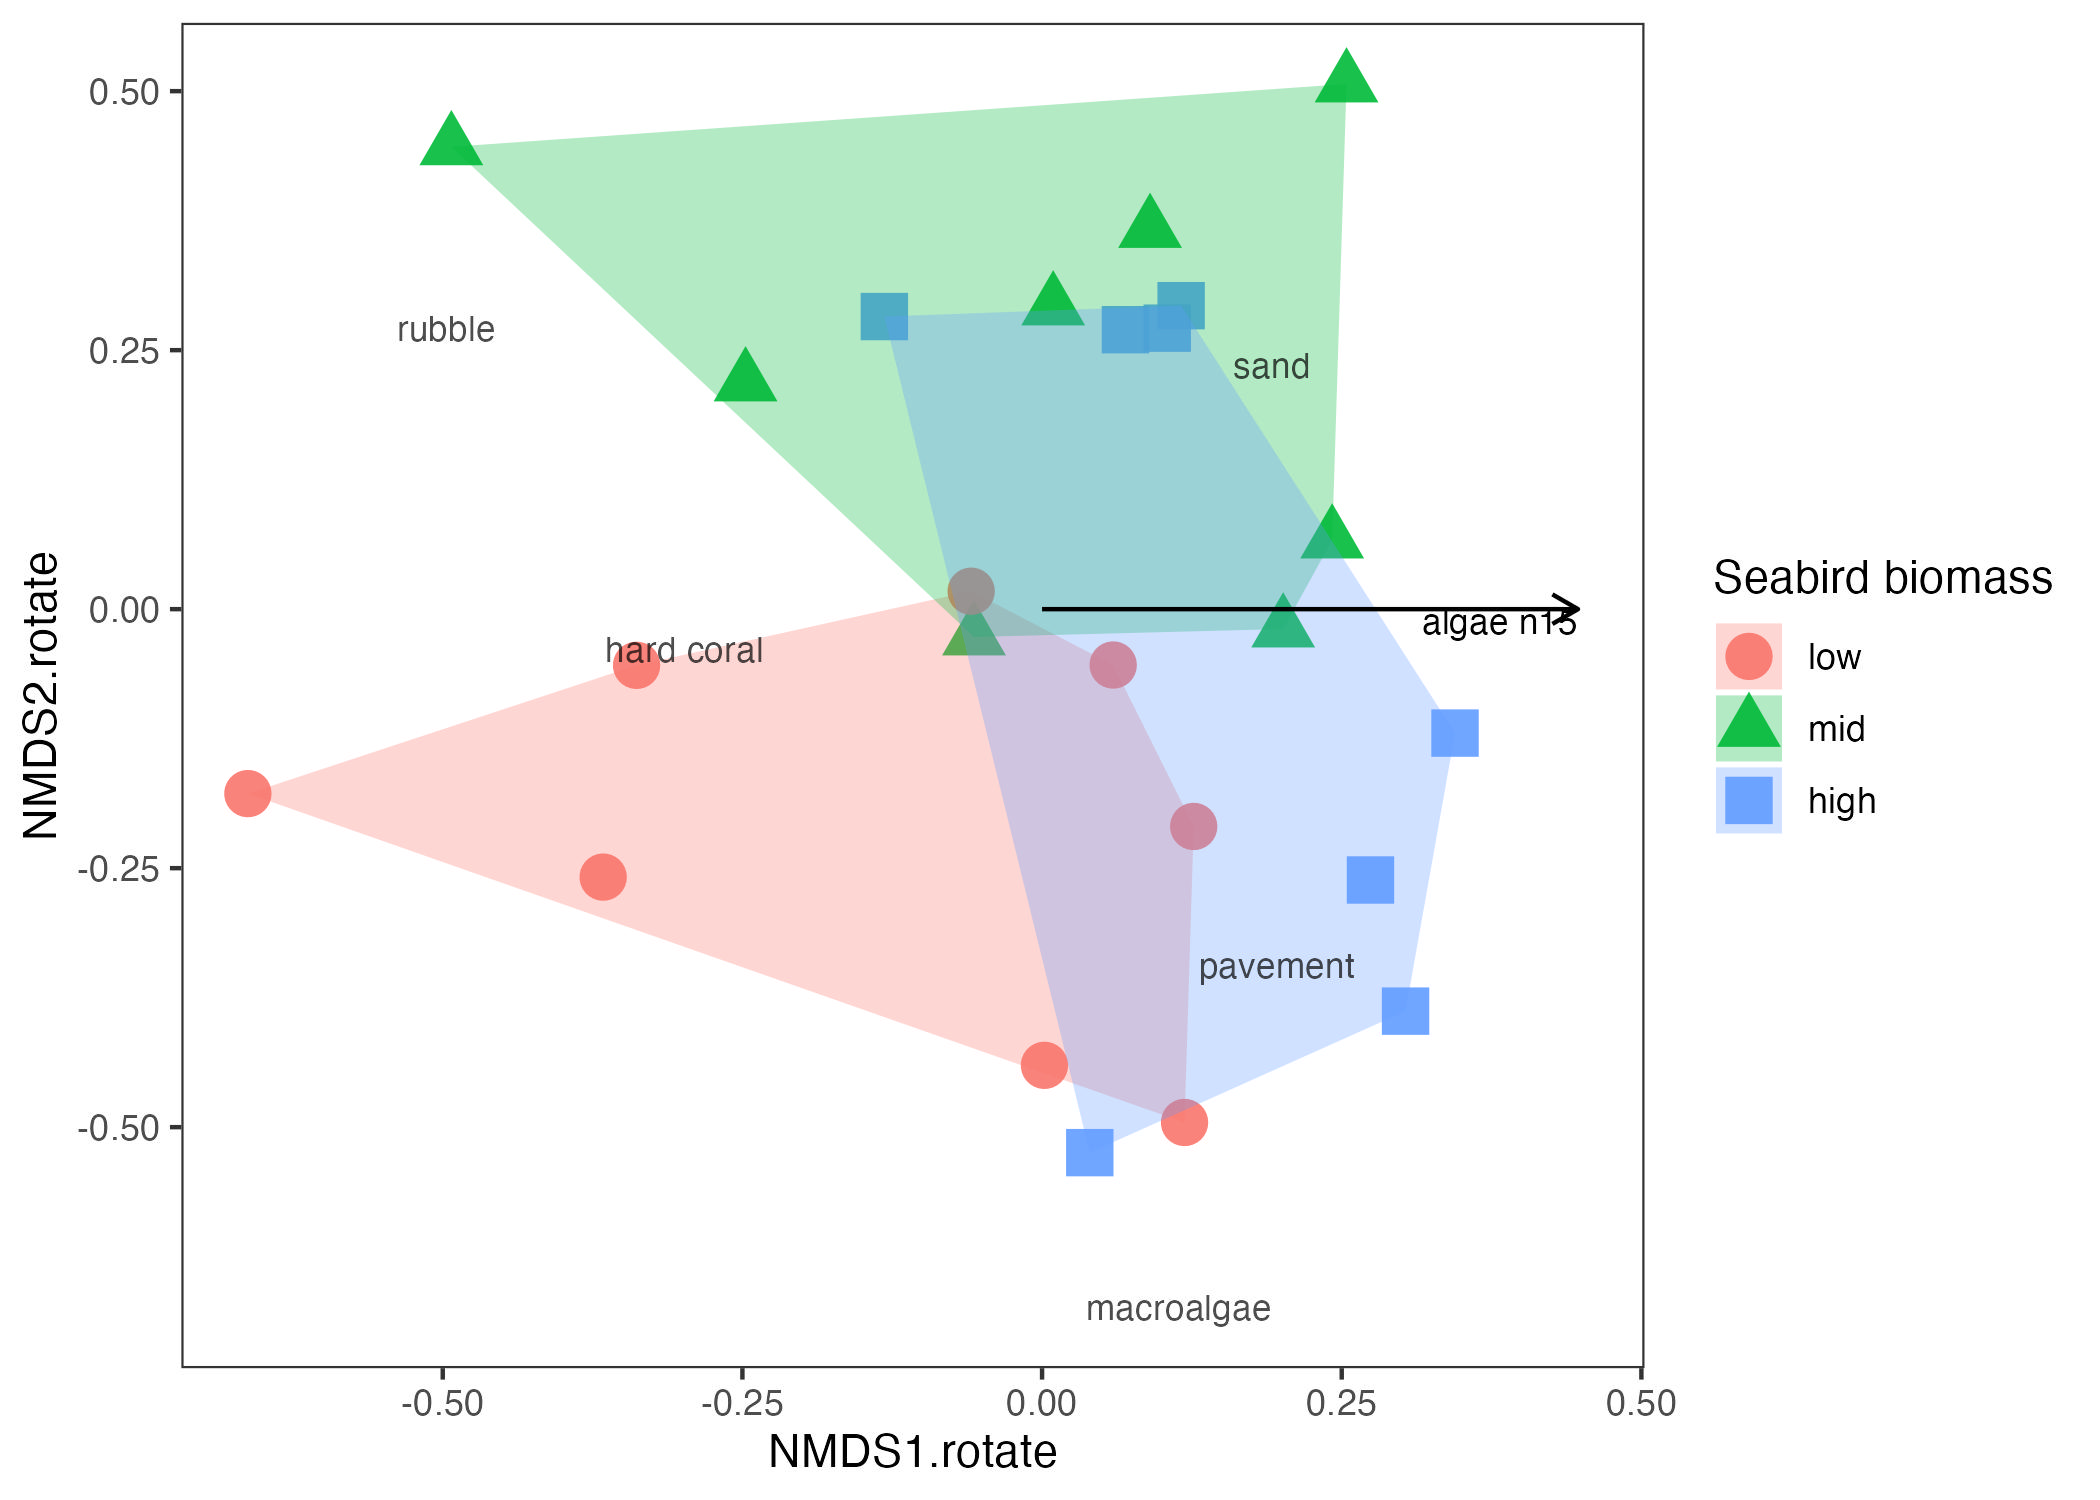 0.50
0.25
0.00
-0.25
-0.50
NMDS2.rotate
rubble
sand
hard coral
algae n15
pavement
macroalgae
-0.50 -0.25 0.00 0.25 0.50
NMDS1.rotate
Seabird biomass
low
mid
high